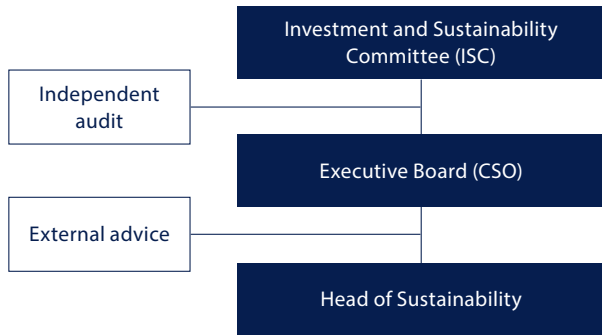 Investment and Sustainability
Committee (ISC)
Independent
audit
Executive Board (CSO)
External advice
Head of Sustainability